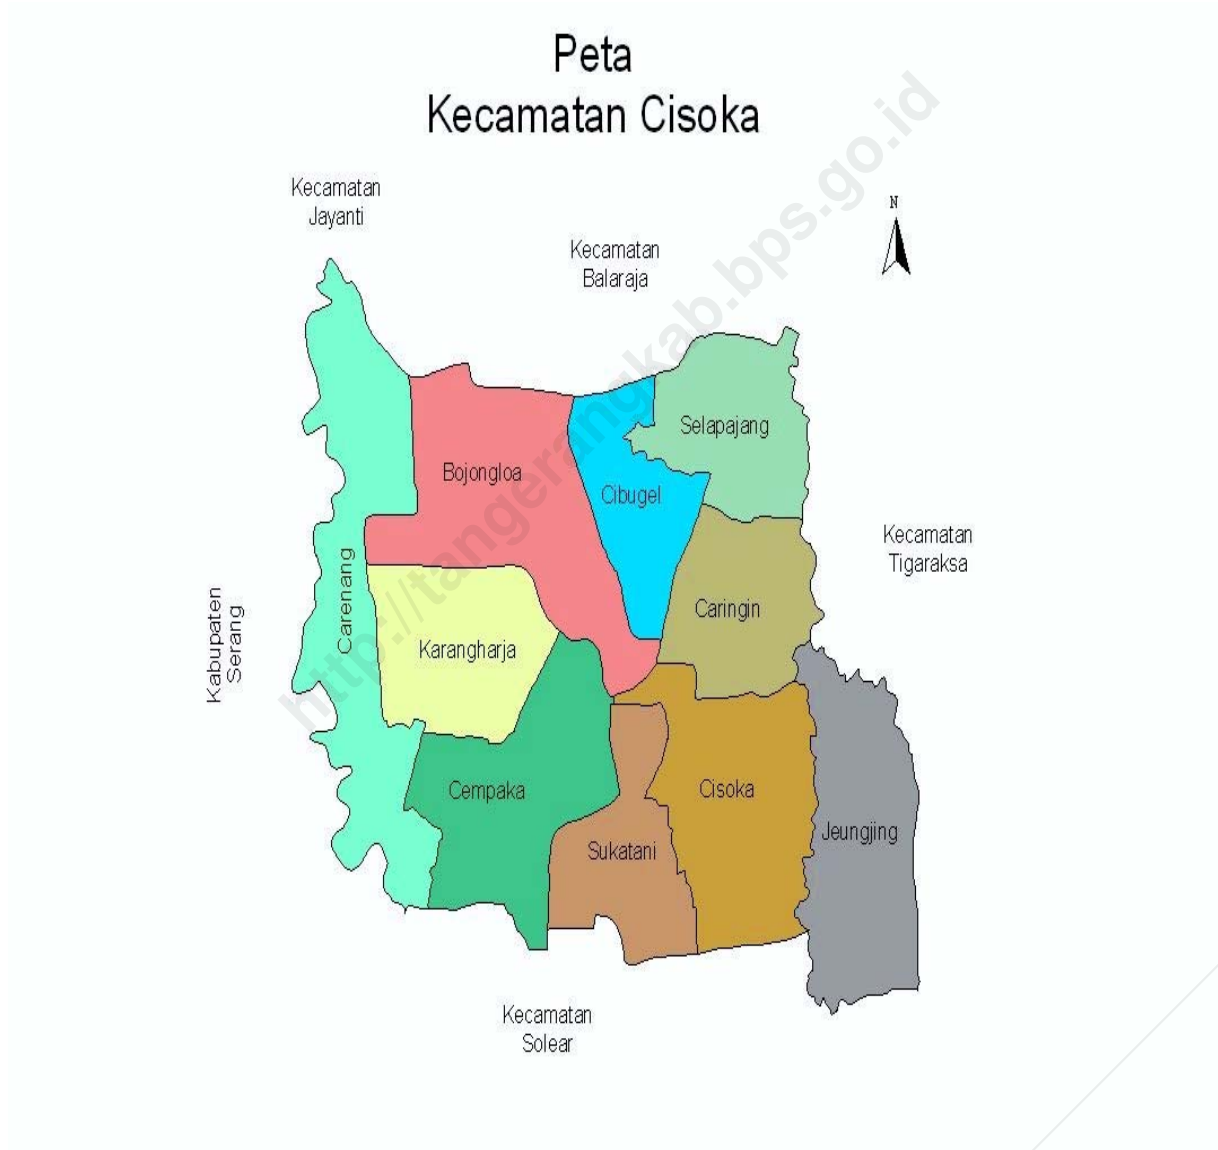 Peta
Kecamatan Cisoka
Kecamatan
Jayanti
N
Kecamatan
Balaraja
Selapajang
Bojongloa
Cibugel
Kecamatan
Tigaraksa
Carenang
Kabupaten
Serang
Caringin
Karangharja
Cempaka
Cisoka
Jeungjing
Sukatani
Kecamatan
Solear
http://tangerangkab.bps.go.id